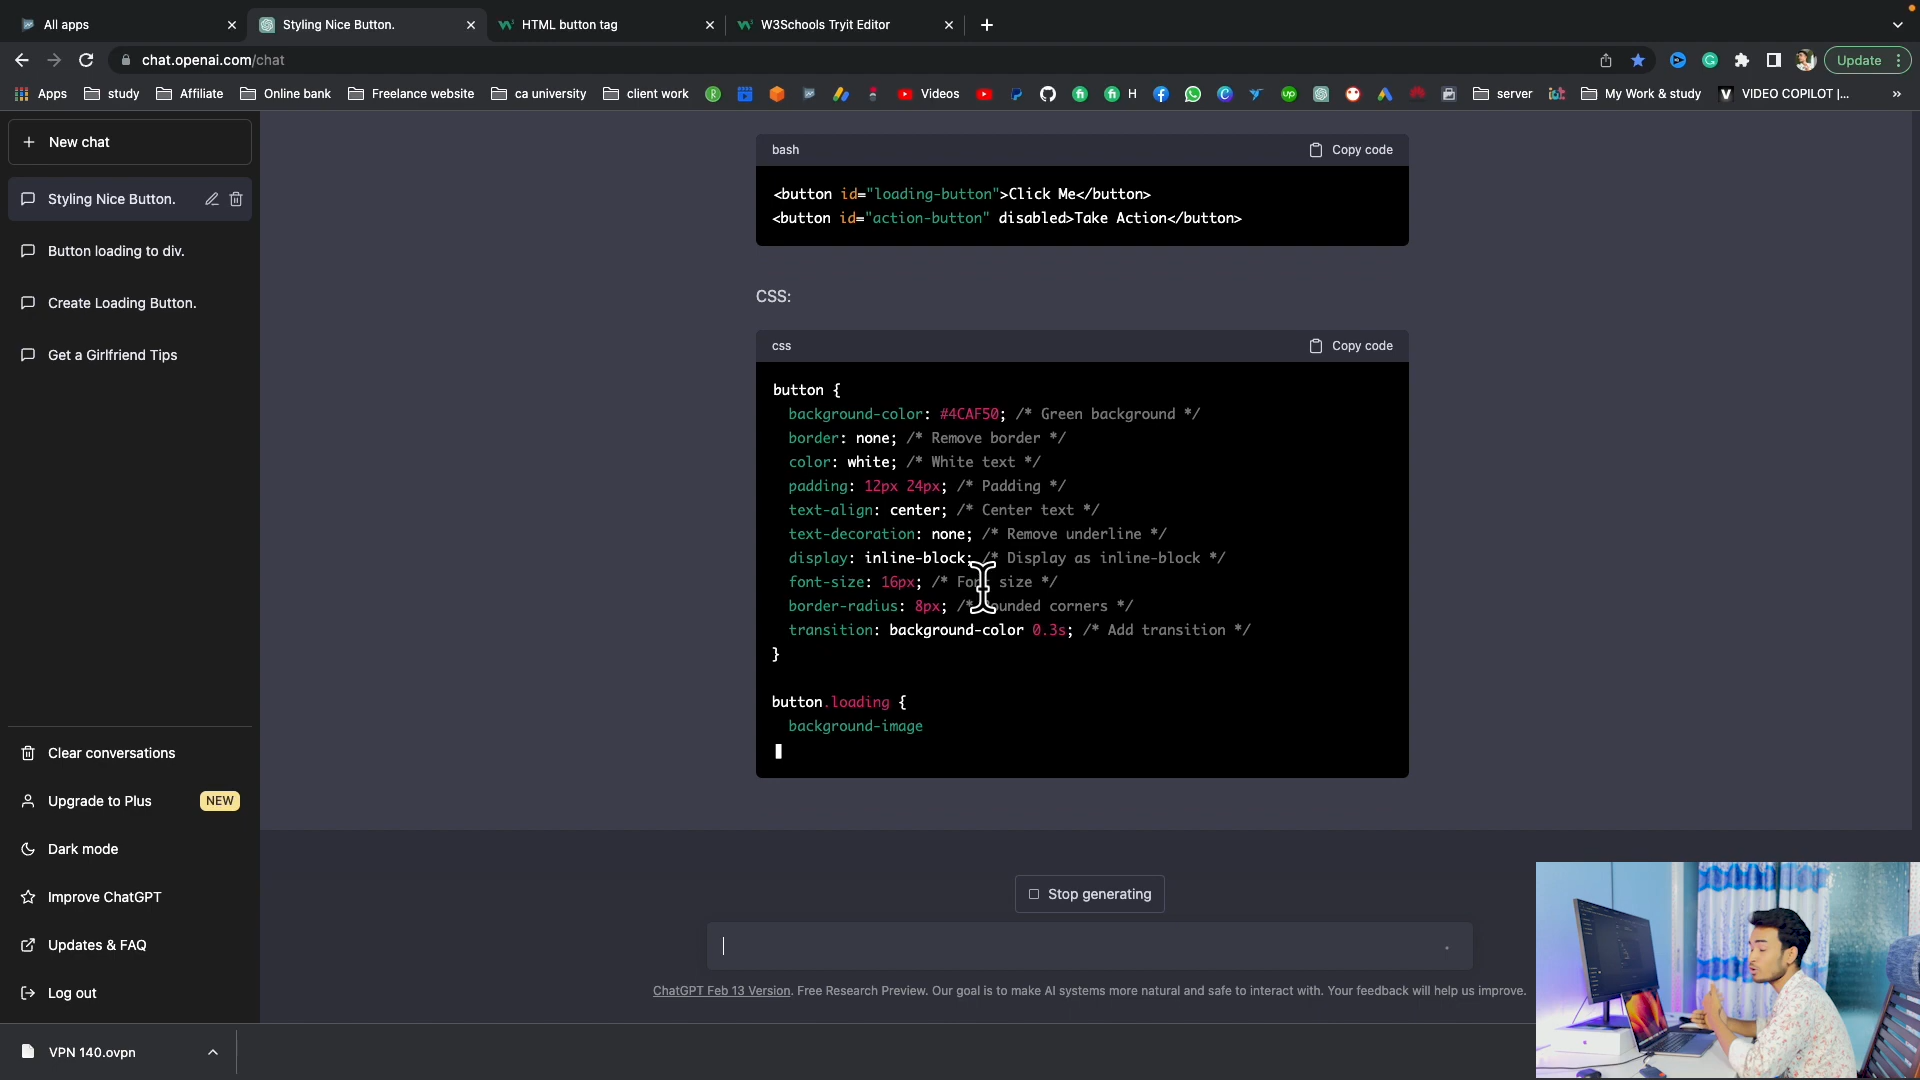 All apps
Styling Nice Button.
HTML button tag
W3Schools Tryit Editor
chat.openai.com/chat
Update
Apps
study
Affiliate
Online bank
Freelance website
ca university
client work
Videos
H
server
My Work & study
VIDEO COPILOT |...
New chat
Styling Nice Button.
Button loading to div.
Create Loading Button.
Get a Girlfriend Tips
Clear conversations
Upgrade to Plus
NEW
Dark mode
Improve ChatGPT
Updates & FAQ
Log out
bash
Copy code
<button id="loading-button">Click Me</button>
<button id="action-button" disabled>Take Action</button>
CSS:
css
Copy code
button {
background-color: #4CAF50; /* Green background */
border: none; /* Remove border */
color: white; /* White text */
padding: 12px 24px; /* Padding */
text-align: center; /* Center text */
text-decoration: none; /* Remove underline */
display: inline-block; /* Display as inline-block */
font-size: 16px; /* Font size */
border-radius: 8px; /* Rounded corners */
transition: background-color 0.3s; /* Add transition */
}
button.loading {
background-image
Stop generating
ChatGPT Feb 13 Version. Free Research Preview. Our goal is to make AI systems more natural and safe to interact with. Your feedback will help us improve.
VPN 140.ovpn